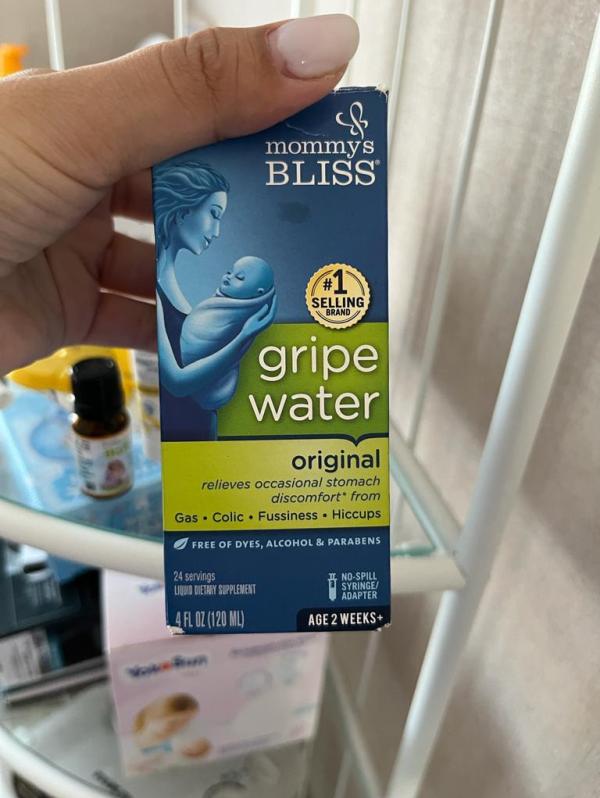 mommy's
BLISS®
#1
SELLING
BRAND
gripe
water
original
relieves occasional stomach
discomfort* from
Gas • Colic • Fussiness • Hiccups
FREE OF DYES, ALCOHOL & PARABENS
24 servings
LIQUID DIETARY SUPPLEMENT
4 FL OZ (120 ML)
NO-SPILL
SYRINGE/
ADAPTER
AGE 2 WEEKS+